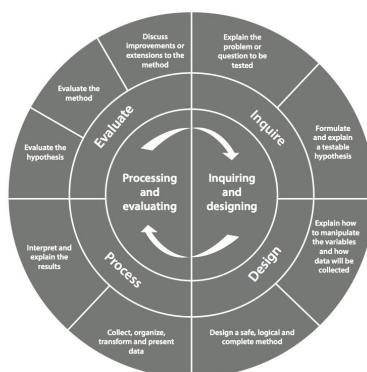 Discuss
improvements or
extensions to the
method
Explain the
problem or
question to be
tested
Evaluate the
method
Formulate and
explain a
testable
hypothesis
Evaluate the
hypothesis
Evaluate
Inquire
Processing
and
evaluating
Inquiring
and
designing
Interpret and
explain the
results
Explain how
to manipulate
the variables
and how
data will be
collected
Process
Design
Collect, organize,
transform and present
data
Design a safe, logical and
complete method